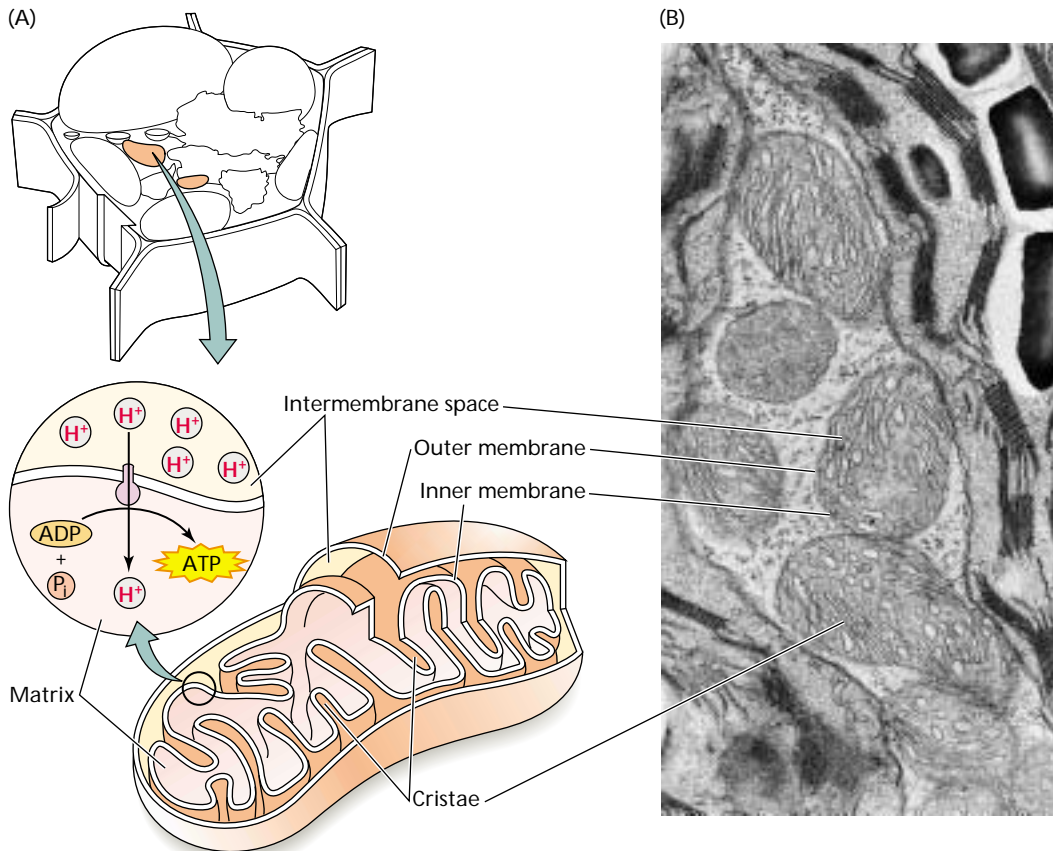 (A)
(B)
H⁺
H⁺
H⁺
H⁺
H⁺
H⁺
ADP
+
Pᵢ
ATP
H⁺
Intermembrane space
Outer membrane
Inner membrane
Matrix
Cristae